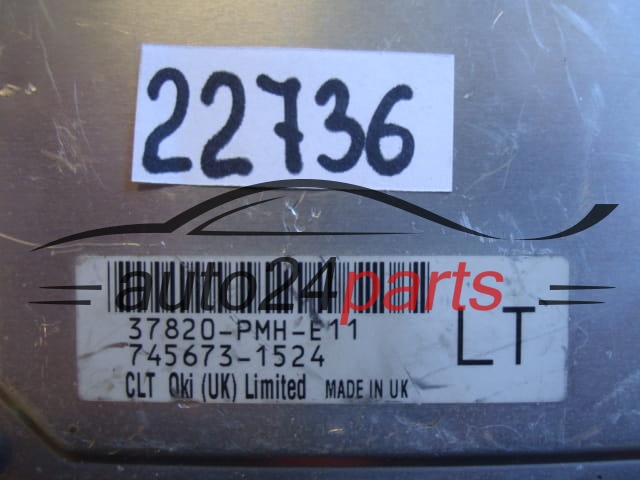 22736
auto24parts
37820-PMH-E11
745673-1524
LT
CLT Oki (UK) Limited MADE IN UK